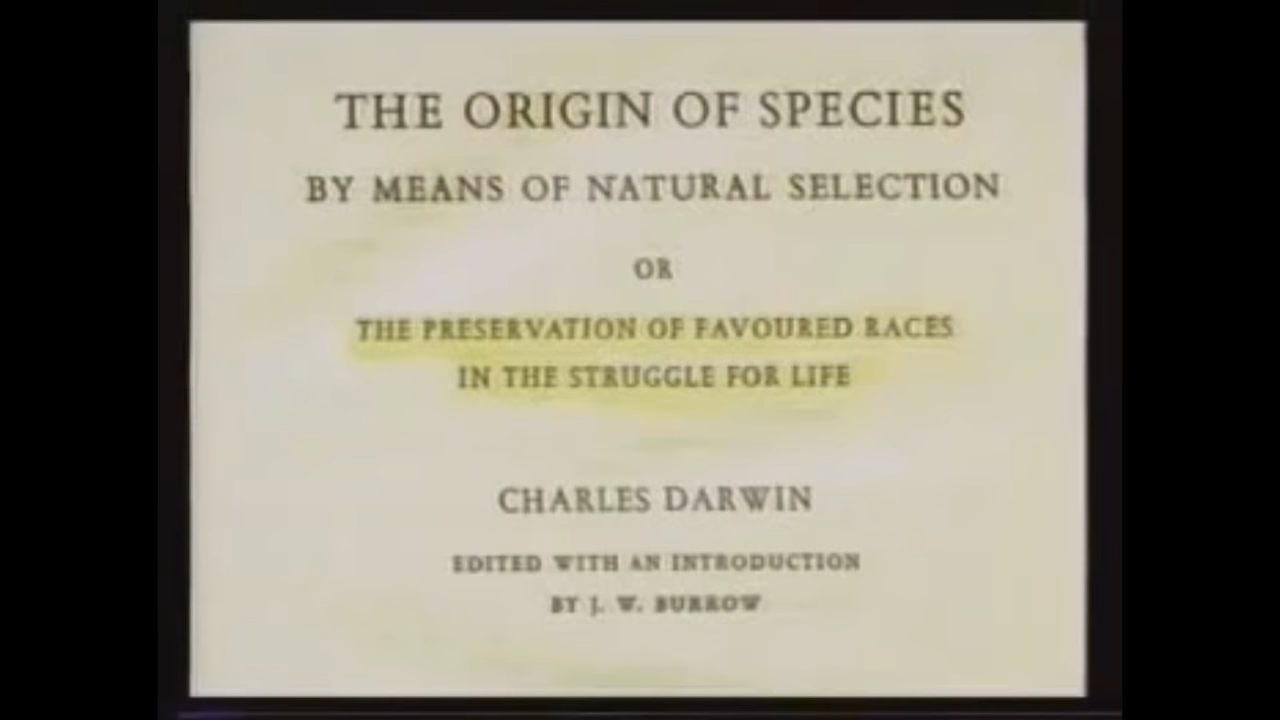 THE ORIGIN OF SPECIES
BY MEANS OF NATURAL SELECTION
OR
THE PRESERVATION OF FAVOURED RACES
IN THE STRUGGLE FOR LIFE
CHARLES DARWIN
EDITED WITH AN INTRODUCTION
BY J. W. BURROW